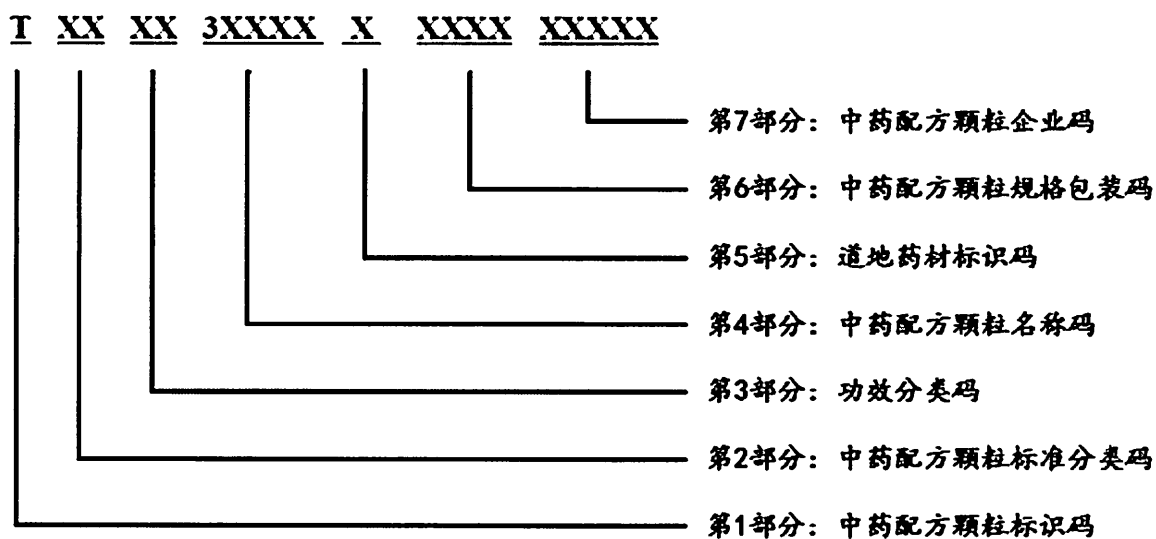 T XX XX 3XXXX X XXXX XXXXX
第7部分：中药配方颗粒企业码
第6部分：中药配方颗粒规格包装码
第5部分：道地药材标识码
第4部分：中药配方颗粒名称码
第3部分：功效分类码
第2部分：中药配方颗粒标准分类码
第1部分：中药配方颗粒标识码